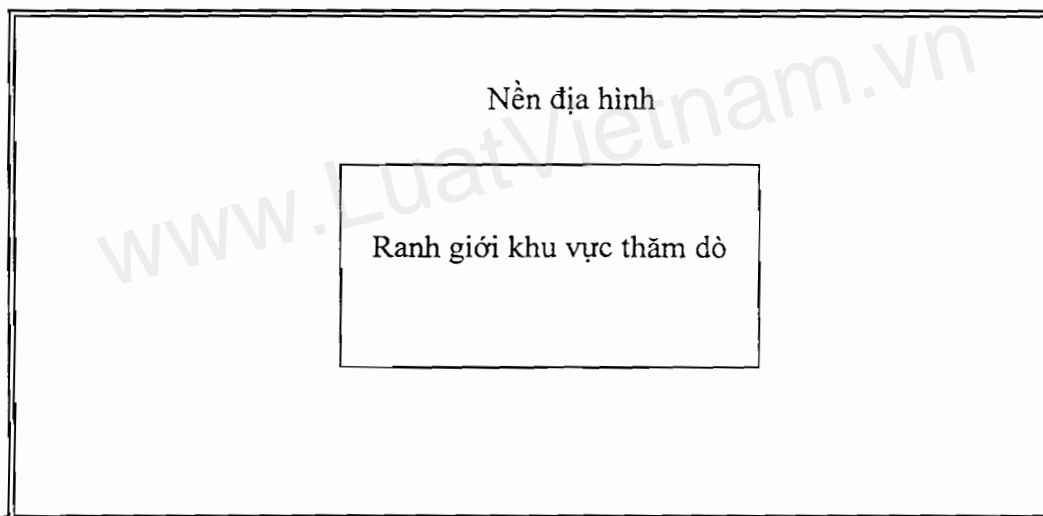 Nền địa hình
www.LuatVietnam.vn
Ranh giới khu vực thăm dò